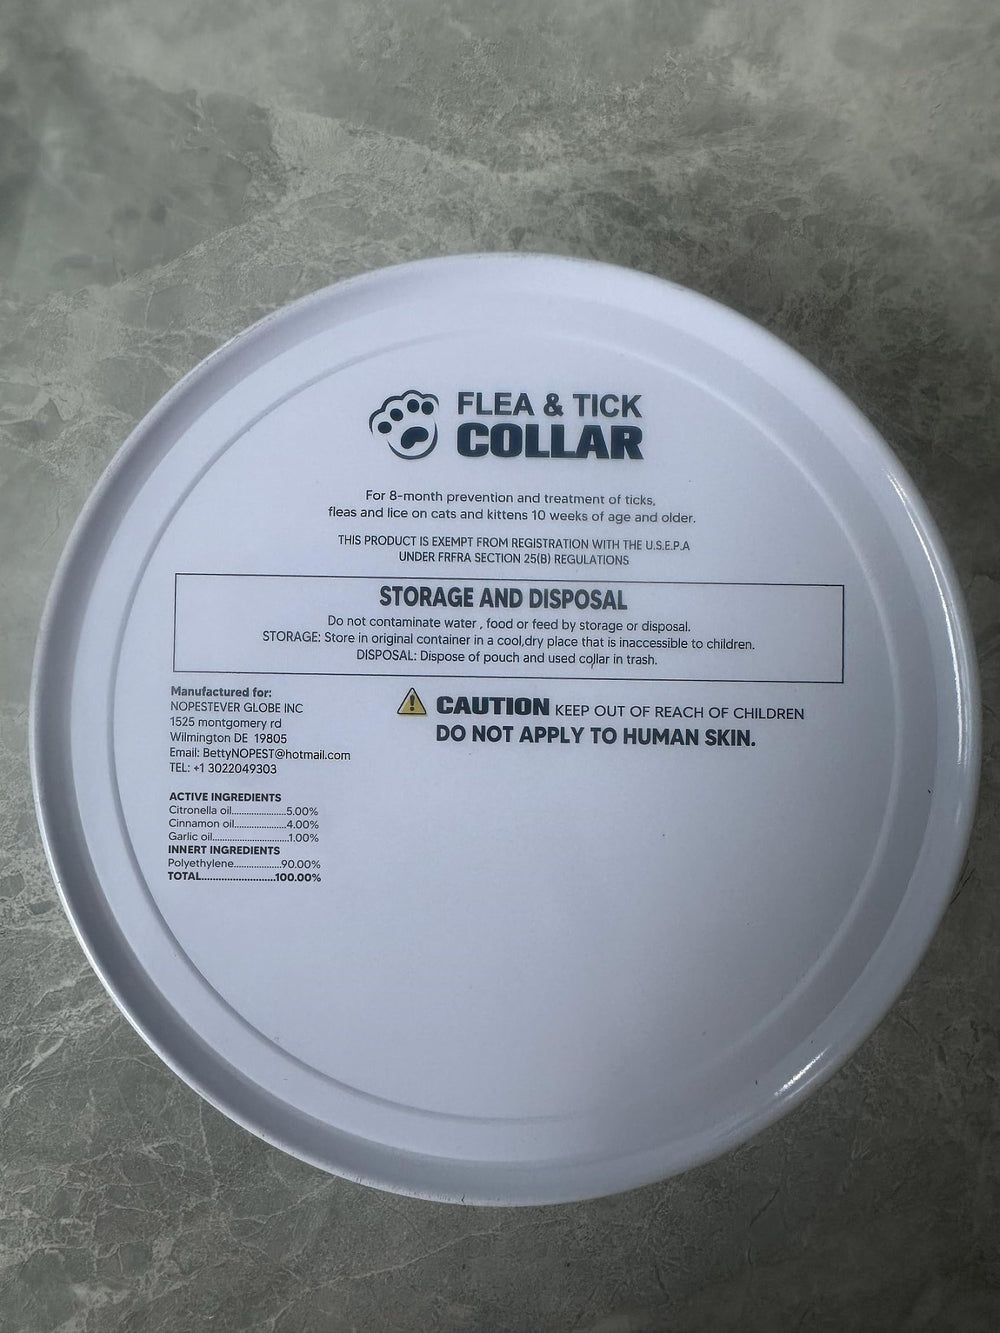 FLEA & TICK
COLLAR
For 8-month prevention and treatment of ticks,
fleas and lice on cats and kittens 10 weeks of age and older.
THIS PRODUCT IS EXEMPT FROM REGISTRATION WITH THE U.S.E.P.A
UNDER FRFRA SECTION 25(B) REGULATIONS
STORAGE AND DISPOSAL
Do not contaminate water , food or feed by storage or disposal.
STORAGE: Store in original container in a cool,dry place that is inaccessible to children.
DISPOSAL: Dispose of pouch and used collar in trash.
Manufactured for:
NOPESTEVER GLOBE INC
1525 montgomery rd
Wilmington DE 19805
Email: BettyNOPEST@hotmail.com
TEL: +1 3022049303
CAUTION KEEP OUT OF REACH OF CHILDREN
DO NOT APPLY TO HUMAN SKIN.
ACTIVE INGREDIENTS
Citronella oil......................5.00%
Cinnamon oil.....................4.00%
Garlic oil..............................1.00%
INNERT INGREDIENTS
Polyethylene...................90.00%
TOTAL............................100.00%